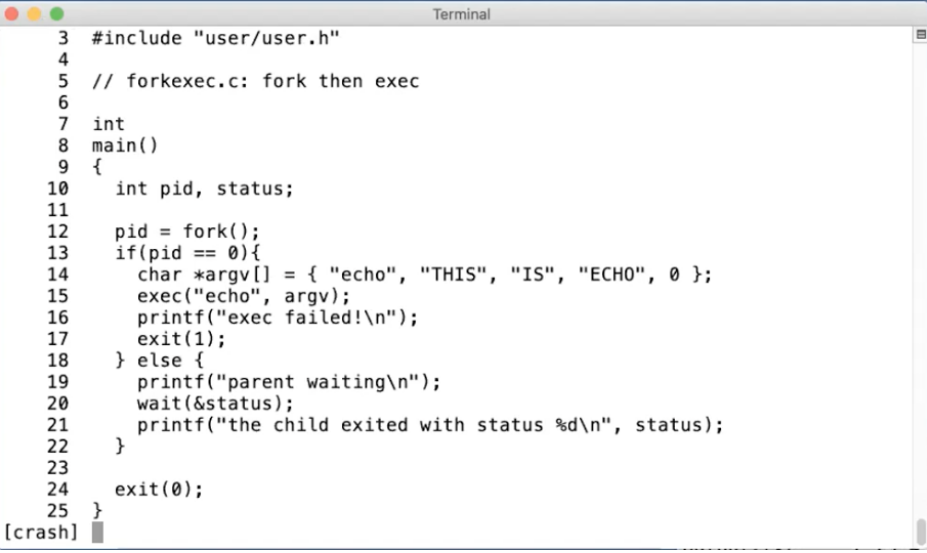 Terminal
3 #include "user/user.h"
4
5 // forkexec.c: fork then exec
6
7 int
8 main()
9 {
10 int pid, status;
11
12 pid = fork();
13 if(pid == 0){
14 char *argv[] = { "echo", "THIS", "IS", "ECHO", 0 };
15 exec("echo", argv);
16 printf("exec failed!\n");
17 exit(1);
18 } else {
19 printf("parent waiting\n");
20 wait(&status);
21 printf("the child exited with status %d\n", status);
22 }
23
24 exit(0);
25 }
[crash]